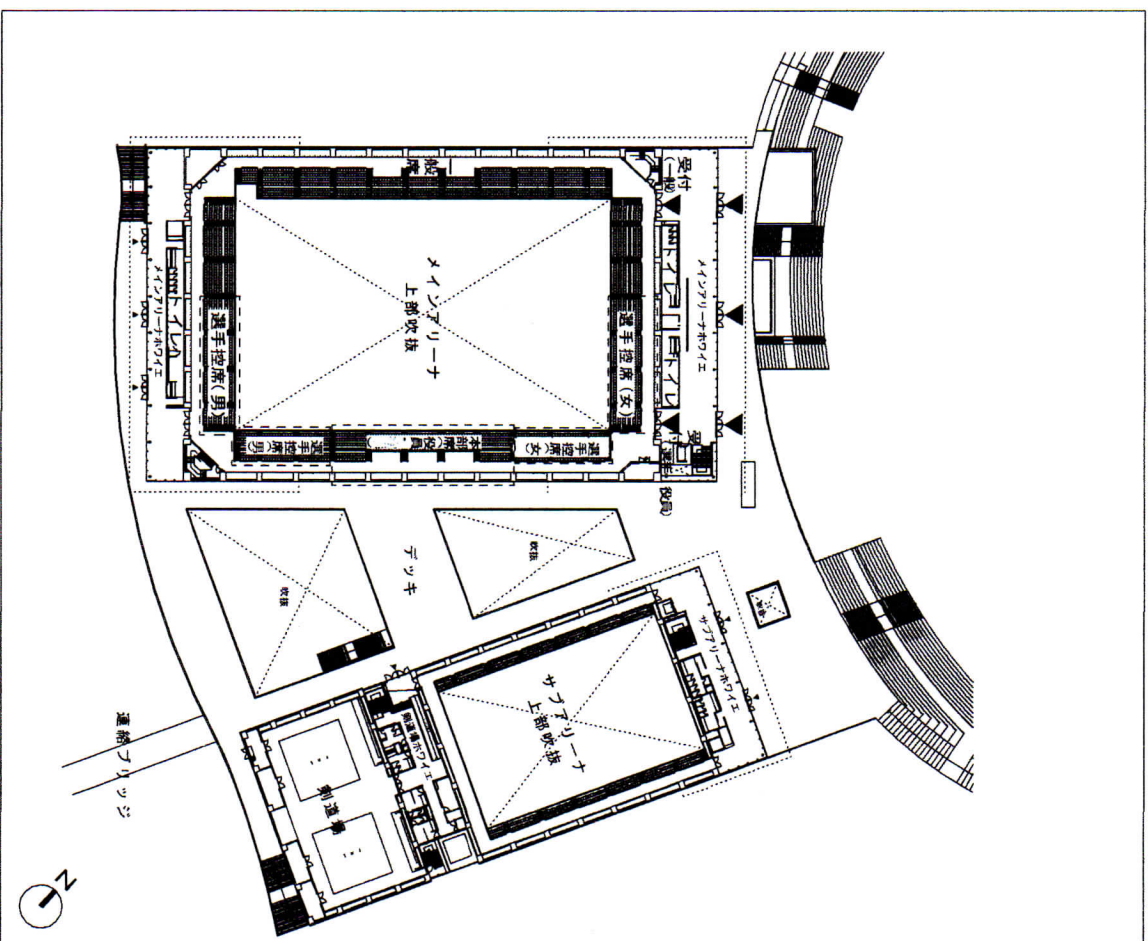 一般席
受付
(一般)
メインアリーナ
上部吹抜
トイレ
トイレ
メインアリーナホワイエ
メインアリーナホワイエ
トイレ
選手控席(男)
選手控席(女)
選手控席(男)
本部席(役員)
選手控席(女)
役員)
デッキ
吹抜
吹抜
サブアリーナホワイエ
サブアリーナ
上部吹抜
剣道場ホワイエ
剣道場
連絡ブリッジ
N